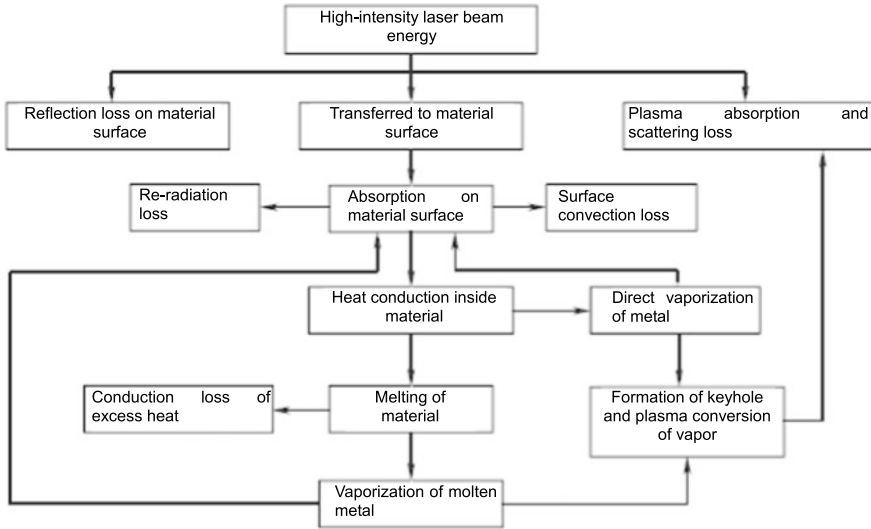 High-intensity laser beam
energy
Reflection loss on material
surface
Transferred to material
surface
Plasma absorption and
scattering loss
Re-radiation
loss
Absorption on
material surface
Surface
convection loss
Heat conduction inside
material
Direct vaporization
of metal
Conduction loss of
excess heat
Melting of
material
Formation of keyhole
and plasma conversion
of vapor
Vaporization of molten
metal